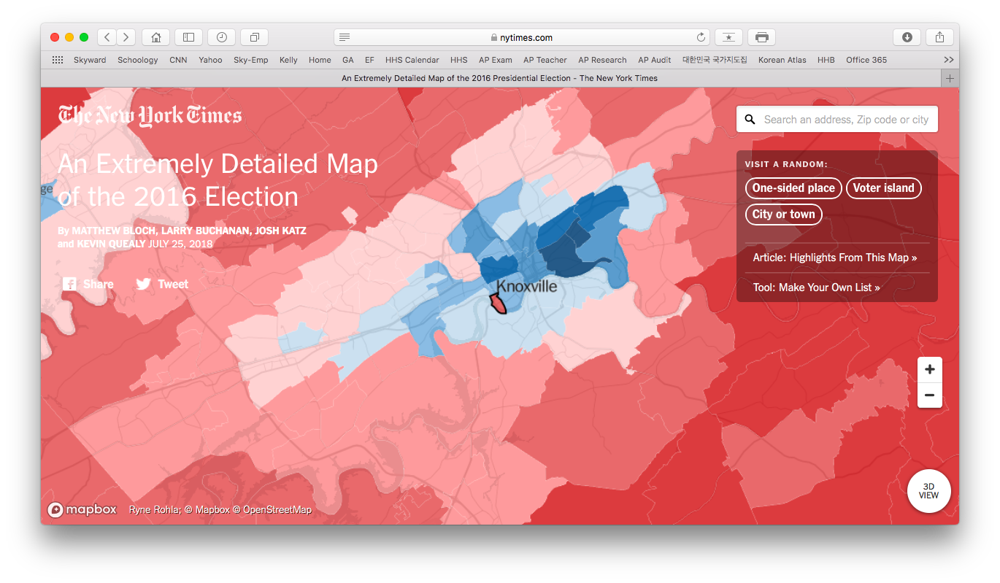 nytimes.com
Skyward Schoology CNN Yahoo Sky-Emp Kelly Home GA EF HHS Calendar HHS AP Exam AP Teacher AP Research AP Audit 대한민국 국가지도집 Korean Atlas HHB Office 365
An Extremely Detailed Map of the 2016 Presidential Election - The New York Times
The New York Times
Search an address, Zip code or city
An Extremely Detailed Map
of the 2016 Election
ge
By MATTHEW BLOCH, LARRY BUCHANAN, JOSH KATZ
and KEVIN QUEALY JULY 25, 2018
Share Tweet
VISIT A RANDOM:
One-sided place Voter island
City or town
Article: Highlights From This Map »
Tool: Make Your Own List »
Knoxville
3D
VIEW
mapbox Ryne Rohla; © Mapbox © OpenStreetMap